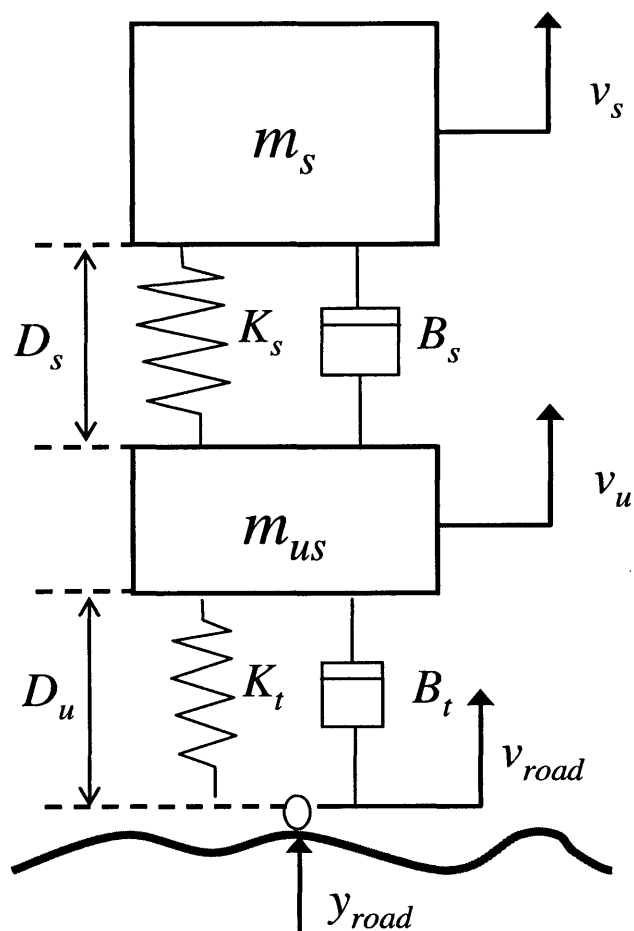 v_s
m_s
D_s
K_s
B_s
v_u
m_us
D_u
K_t
B_t
v_road
y_road